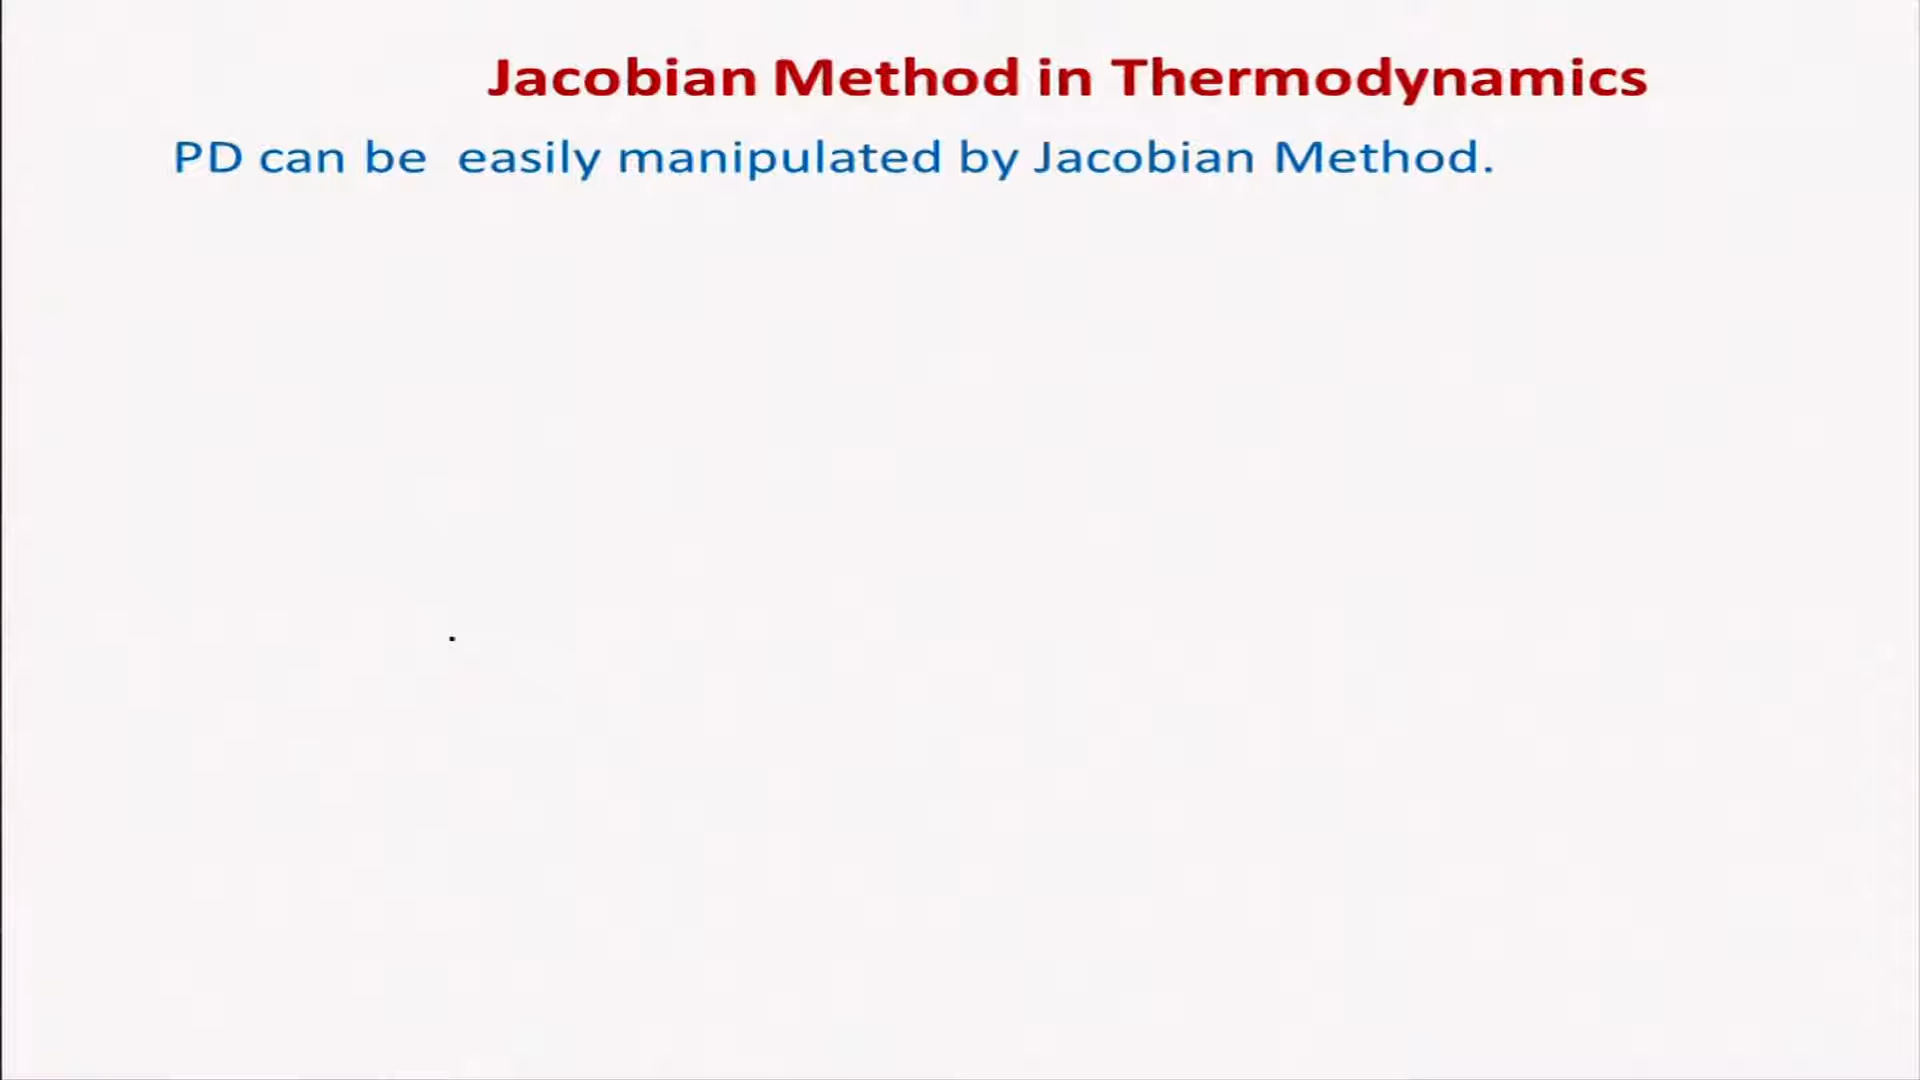 Jacobian Method in Thermodynamics
PD can be easily manipulated by Jacobian Method.